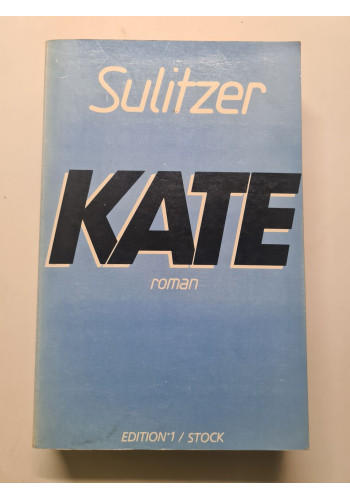 Sulitzer
KATE
roman
EDITION°1 / STOCK